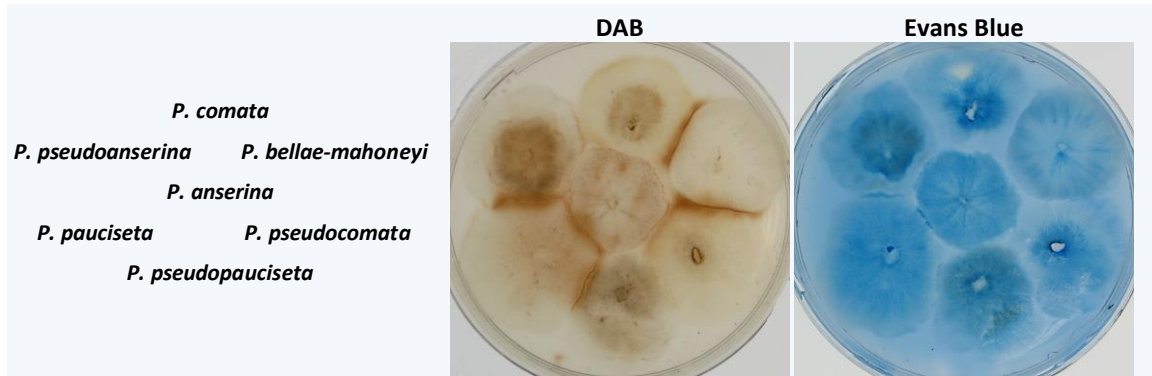 DAB
Evans Blue
P. comata
P. pseudoanserina
P. bellae-mahoneyi
P. anserina
P. pauciseta
P. pseudocomata
P. pseudopauciseta